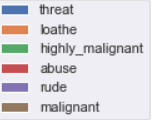 threat
loathe
highly_malignant
abuse
rude
malignant